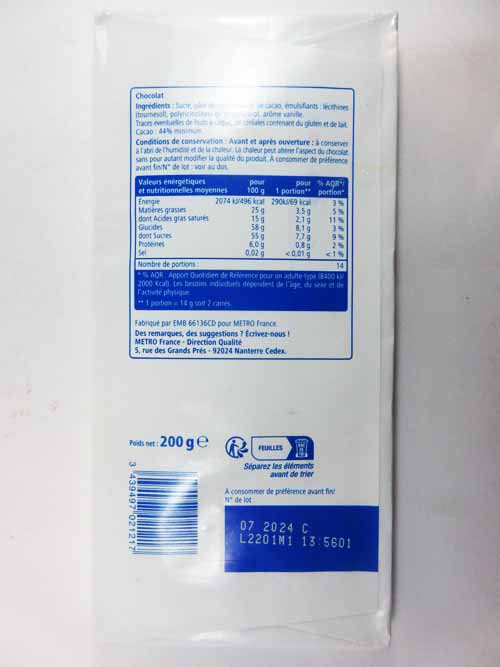 Chocolat
Ingrédients : Sucre, pâte de cacao, émulsifiants : lécithines
(tournesol), arôme vanille.
Traces éventuelles de fruits à coque, de céréales contenant du gluten et de lait.
Cacao : 44% minimum.
Conditions de conservation : Avant et après ouverture : à conserver
à l'abri de l'humidité et de la chaleur. La chaleur peut altérer l'aspect du chocolat
sans pour autant modifier la qualité du produit. A consommer de préférence
avant fin/N° de lot : voir au dos.
Valeurs énergétiques et nutritionnelles moyennes pour 100 g pour 1 portion** % AQR*/ portion*
Énergie 2074 kJ/496 kcal 290kJ/69 kcal 3 %
Matières grasses 25 g 3,5 g 5 %
dont Acides gras saturés 15 g 2,1 g 11 %
Glucides 58 g 8,1 g 3 %
dont Sucres 55 g 7,7 g 9 %
Protéines 6,0 g 0,8 g 2 %
Sel 0,02 g < 0,01 g < 1 %
Nombre de portions : 14
* % AQR : Apport Quotidien de Référence pour un adulte-type (8400 kJ/
2000 kcal). Les besoins individuels dépendent de l'âge, du sexe et de
l'activité physique.
** 1 portion = 14 g soit 2 carrés.
Fabriqué par EMB 66136CD pour METRO France.
Des remarques, des suggestions ? Écrivez-nous !
METRO France - Direction Qualité
5, rue des Grands Prés - 92024 Nanterre Cedex.
Poids net : 200 g e
FEUILLES
BAC DE TRI
Séparez les éléments
avant de trier
3 439497 021217
A consommer de préférence avant fin/
N° de lot :
07 2024 C
L2201M1 13:5601